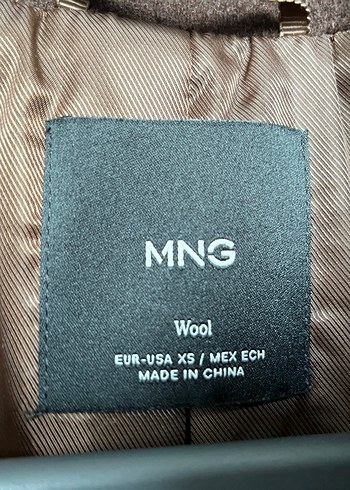 MNG
Wool
EUR-USA XS / MEX ECH
MADE IN CHINA